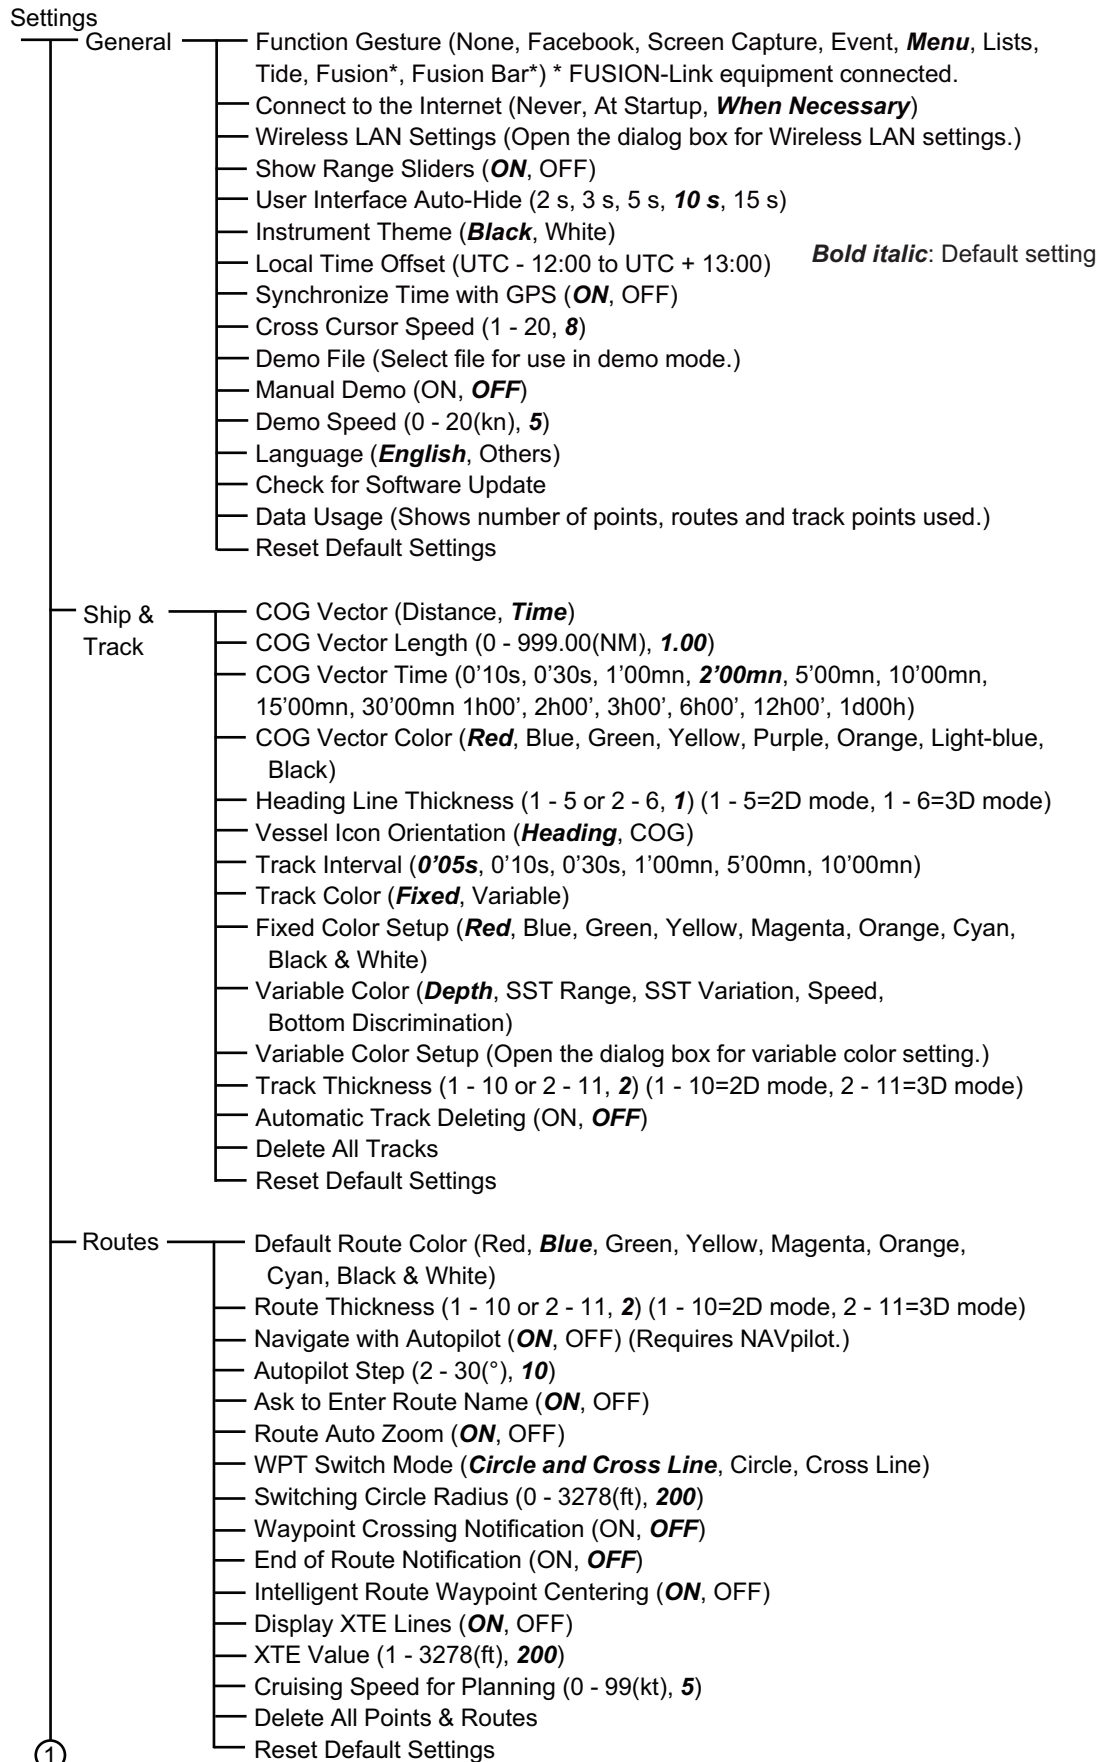 Settings
General
Function Gesture (None, Facebook, Screen Capture, Event, Menu, Lists,
Tide, Fusion*, Fusion Bar*) * FUSION-Link equipment connected.
Connect to the Internet (Never, At Startup, When Necessary)
Wireless LAN Settings (Open the dialog box for Wireless LAN settings.)
Show Range Sliders (ON, OFF)
User Interface Auto-Hide (2 s, 3 s, 5 s, 10 s, 15 s)
Instrument Theme (Black, White)
Bold italic: Default setting
Local Time Offset (UTC - 12:00 to UTC + 13:00)
Synchronize Time with GPS (ON, OFF)
Cross Cursor Speed (1 - 20, 8)
Demo File (Select file for use in demo mode.)
Manual Demo (ON, OFF)
Demo Speed (0 - 20(kn), 5)
Language (English, Others)
Check for Software Update
Data Usage (Shows number of points, routes and track points used.)
Reset Default Settings
Ship &
Track
COG Vector (Distance, Time)
COG Vector Length (0 - 999.00(NM), 1.00)
COG Vector Time (0'10s, 0'30s, 1'00mn, 2'00mn, 5'00mn, 10'00mn,
15'00mn, 30'00mn 1h00', 2h00', 3h00', 6h00', 12h00', 1d00h)
COG Vector Color (Red, Blue, Green, Yellow, Purple, Orange, Light-blue,
Black)
Heading Line Thickness (1 - 5 or 2 - 6, 1) (1 - 5=2D mode, 1 - 6=3D mode)
Vessel Icon Orientation (Heading, COG)
Track Interval (0'05s, 0'10s, 0'30s, 1'00mn, 5'00mn, 10'00mn)
Track Color (Fixed, Variable)
Fixed Color Setup (Red, Blue, Green, Yellow, Magenta, Orange, Cyan,
Black & White)
Variable Color (Depth, SST Range, SST Variation, Speed,
Bottom Discrimination)
Variable Color Setup (Open the dialog box for variable color setting.)
Track Thickness (1 - 10 or 2 - 11, 2) (1 - 10=2D mode, 2 - 11=3D mode)
Automatic Track Deleting (ON, OFF)
Delete All Tracks
Reset Default Settings
Routes
Default Route Color (Red, Blue, Green, Yellow, Magenta, Orange,
Cyan, Black & White)
Route Thickness (1 - 10 or 2 - 11, 2) (1 - 10=2D mode, 2 - 11=3D mode)
Navigate with Autopilot (ON, OFF) (Requires NAVpilot.)
Autopilot Step (2 - 30(°), 10)
Ask to Enter Route Name (ON, OFF)
Route Auto Zoom (ON, OFF)
WPT Switch Mode (Circle and Cross Line, Circle, Cross Line)
Switching Circle Radius (0 - 3278(ft), 200)
Waypoint Crossing Notification (ON, OFF)
End of Route Notification (ON, OFF)
Intelligent Route Waypoint Centering (ON, OFF)
Display XTE Lines (ON, OFF)
XTE Value (1 - 3278(ft), 200)
Cruising Speed for Planning (0 - 99(kt), 5)
Delete All Points & Routes
Reset Default Settings
1